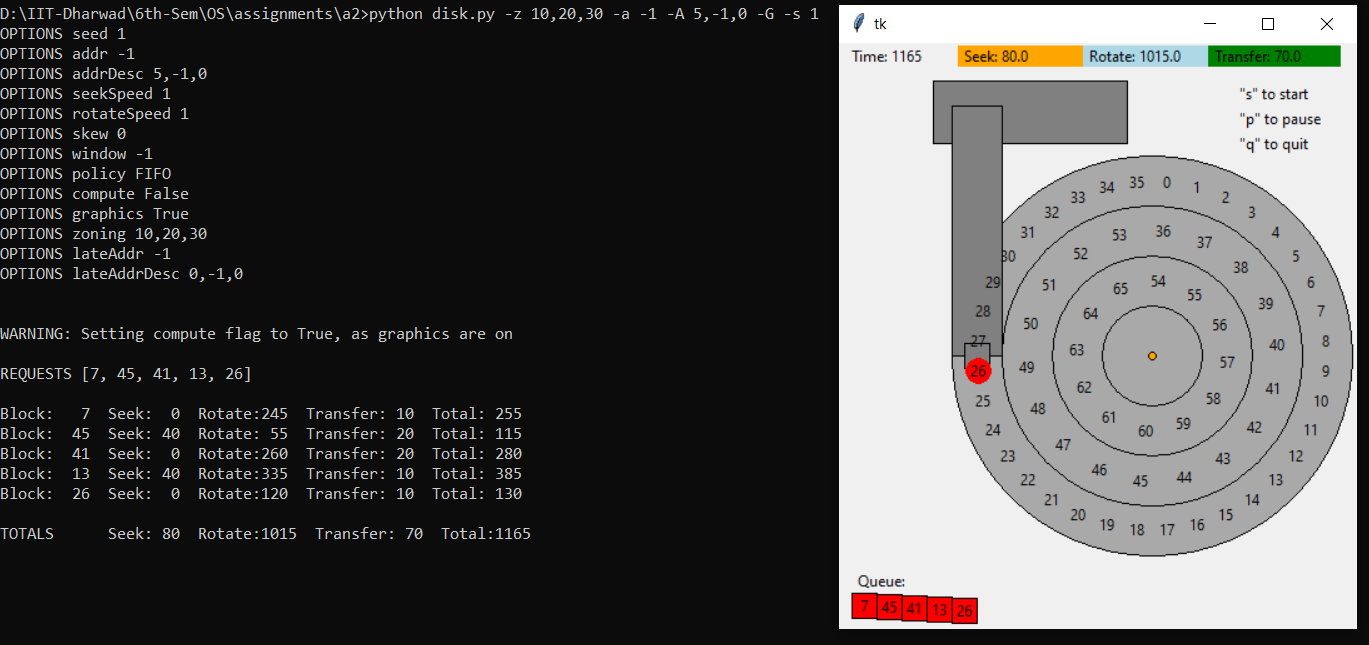 D:\IIT-Dharwad\6th-Sem\OS\assignments\a2>python disk.py -z 10,20,30 -a -1 -A 5,-1,0 -G -s 1
OPTIONS seed 1
OPTIONS addr -1
OPTIONS addrDesc 5,-1,0
OPTIONS seekSpeed 1
OPTIONS rotateSpeed 1
OPTIONS skew 0
OPTIONS window -1
OPTIONS policy FIFO
OPTIONS compute False
OPTIONS graphics True
OPTIONS zoning 10,20,30
OPTIONS lateAddr -1
OPTIONS lateAddrDesc 0,-1,0
WARNING: Setting compute flag to True, as graphics are on
REQUESTS [7, 45, 41, 13, 26]
Block:   7  Seek:  0  Rotate:245  Transfer: 10  Total: 255
Block:  45  Seek: 40  Rotate: 55  Transfer: 20  Total: 115
Block:  41  Seek:  0  Rotate:260  Transfer: 20  Total: 280
Block:  13  Seek: 40  Rotate:335  Transfer: 10  Total: 385
Block:  26  Seek:  0  Rotate:120  Transfer: 10  Total: 130
TOTALS      Seek: 80  Rotate:1015  Transfer: 70  Total:1165
tk
Time: 1165 Seek: 80.0 Rotate: 1015.0 Transfer: 70.0
"s" to start
"p" to pause
"q" to quit
0 1 2 3 4 5 6 7 8 9 10 11 12 13 14 15 16 17 18 19 20 21 22 23 24 25 26 27 28 29 30 31 32 33 34 35
36 37 38 39 40 41 42 43 44 45 46 47 48 49 50 51 52 53
54 55 56 57 58 59 60 61 62 63 64 65
Queue:
7 45 41 13 26